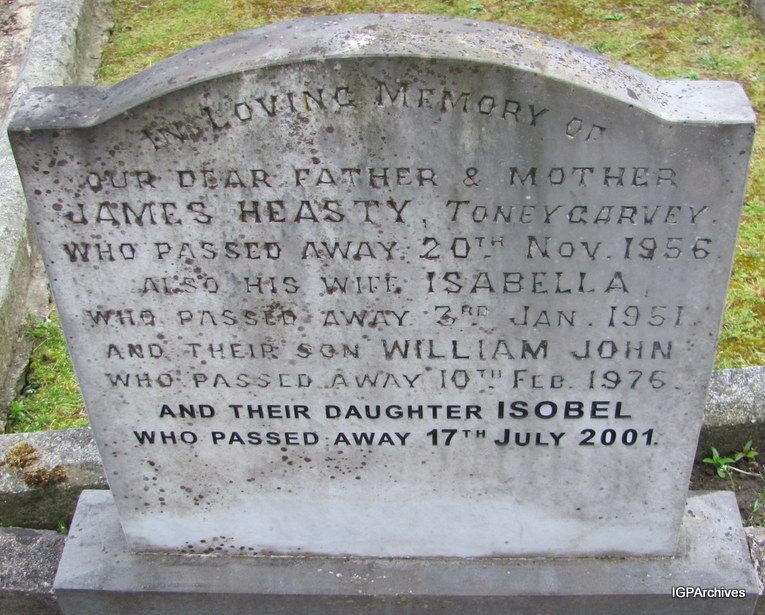 In Loving Memory of
our dear Father & Mother
JAMES HEASTY, Toneygarvey.
who passed away 20th Nov. 1956
also his wife ISABELLA
who passed away 3rd Jan. 1951.
and their son WILLIAM JOHN
who passed away 10th Feb. 1976.
and their daughter ISOBEL
who passed away 17th July 2001.
IGPArchives